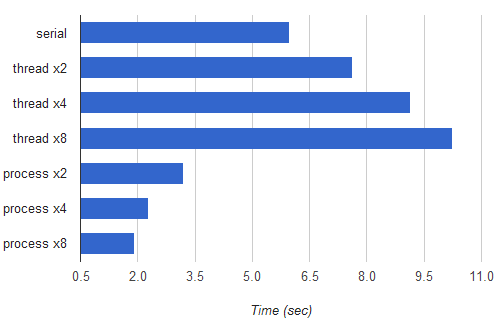 serial
thread x2
thread x4
thread x8
process x2
process x4
process x8
0.5 2.0 3.5 5.0 6.5 8.0 9.5 11.0
Time (sec)